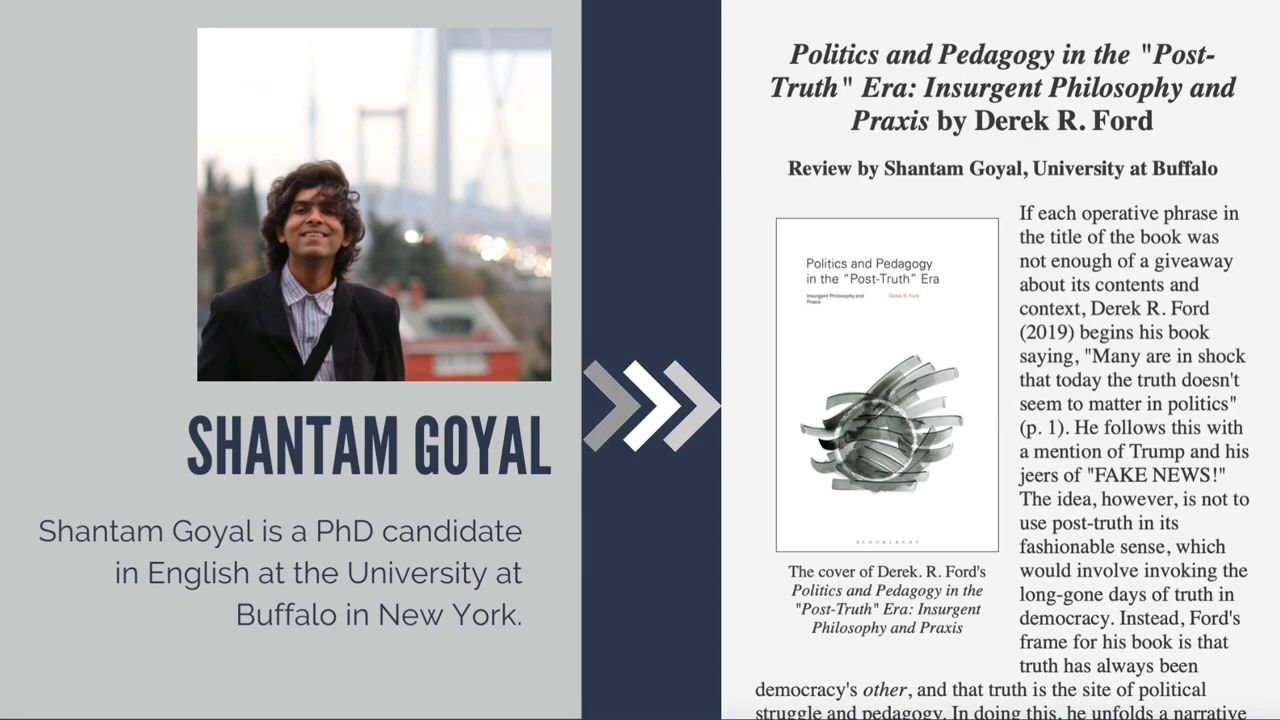 SHANTAM GOYAL
Shantam Goyal is a PhD candidate
in English at the University at
Buffalo in New York.
Politics and Pedagogy in the "Post-
Truth" Era: Insurgent Philosophy and
Praxis by Derek R. Ford
Review by Shantam Goyal, University at Buffalo
Politics and Pedagogy
in the “Post-Truth” Era
Insurgent Philosophy and
Praxis
Derek R. Ford
BLOOMSBURY
The cover of Derek. R. Ford's
Politics and Pedagogy in the
"Post-Truth" Era: Insurgent
Philosophy and Praxis
If each operative phrase in
the title of the book was
not enough of a giveaway
about its contents and
context, Derek R. Ford
(2019) begins his book
saying, "Many are in shock
that today the truth doesn't
seem to matter in politics"
(p. 1). He follows this with
a mention of Trump and his
jeers of "FAKE NEWS!"
The idea, however, is not to
use post-truth in its
fashionable sense, which
would involve invoking the
long-gone days of truth in
democracy. Instead, Ford's
frame for his book is that
truth has always been
democracy's other, and that truth is the site of political
struggle and pedagogy. In doing this, he unfolds a narrative